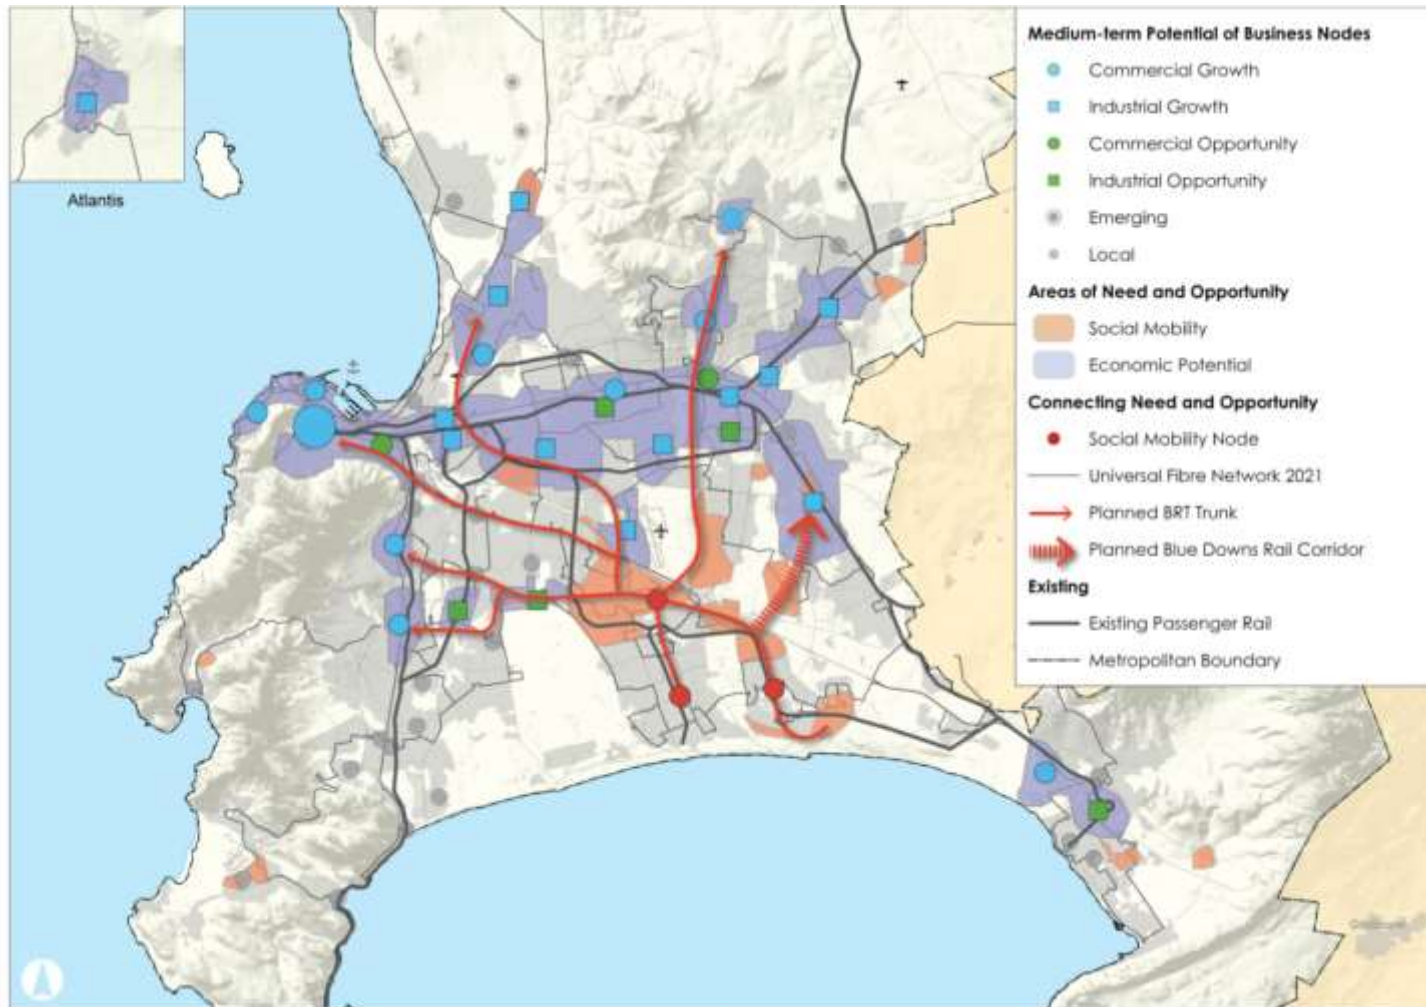 Atlantis
Medium-term Potential of Business Nodes
Commercial Growth
Industrial Growth
Commercial Opportunity
Industrial Opportunity
Emerging
Local
Areas of Need and Opportunity
Social Mobility
Economic Potential
Connecting Need and Opportunity
Social Mobility Node
Universal Fibre Network 2021
Planned BRT Trunk
Planned Blue Downs Rail Corridor
Existing
Existing Passenger Rail
Metropolitan Boundary